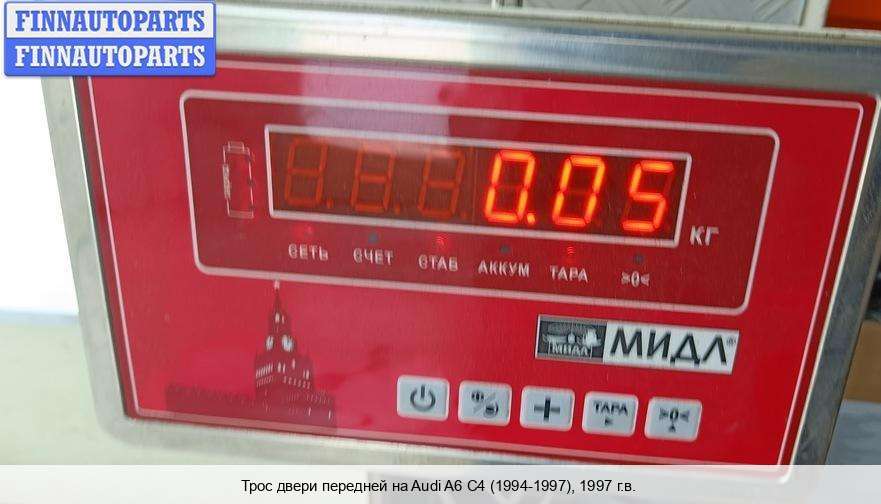 FINNAUTOPARTS
FINNAUTOPARTS
0.05
КГ
СЕТЬ СЧЕТ СТАБ АККУМ ТАРА >0<
МИДЛ МИДЛ®
ТАРА >0<
Трос двери передней на Audi A6 C4 (1994-1997), 1997 г.в.